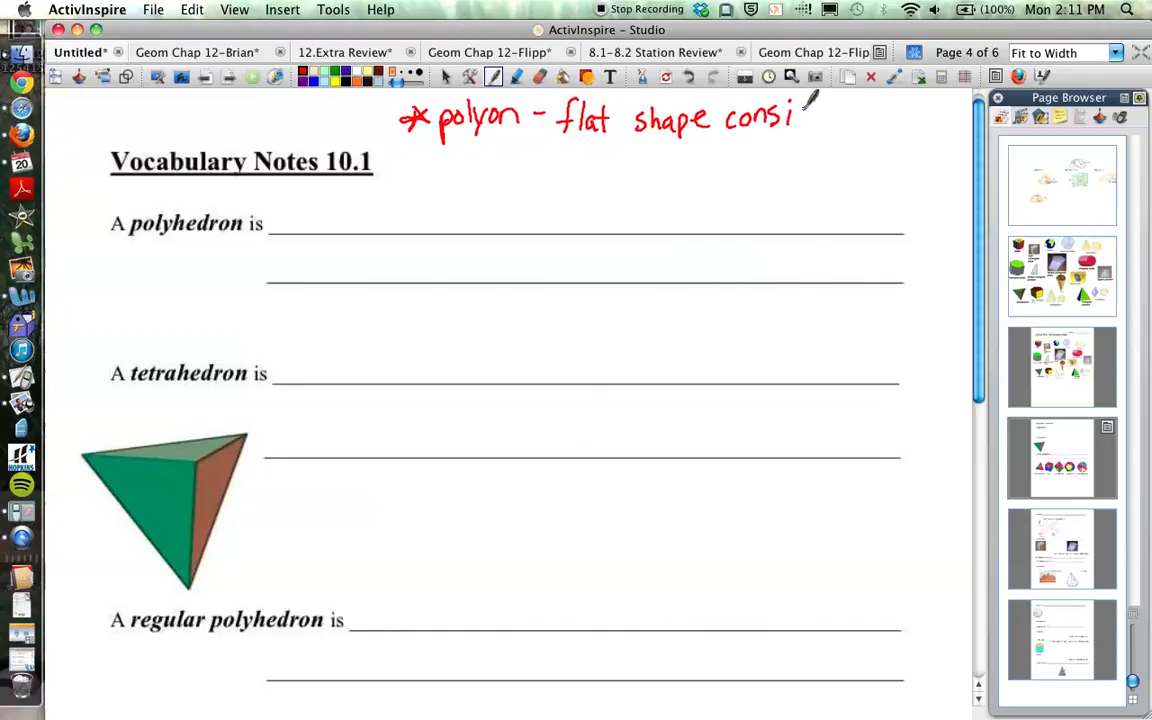 ActivInspire File Edit View Insert Tools Help Stop Recording (100%) Mon 2:11 PM
ActivInspire - Studio
Untitled* Geom Chap 12-Brian* 12.Extra Review* Geom Chap 12-Flipp* 8.1-8.2 Station Review* Geom Chap 12-Flip Page 4 of 6 Fit to Width
Page Browser
* polyon - flat shape consi
Vocabulary Notes 10.1
A polyhedron is
A tetrahedron is
A regular polyhedron is